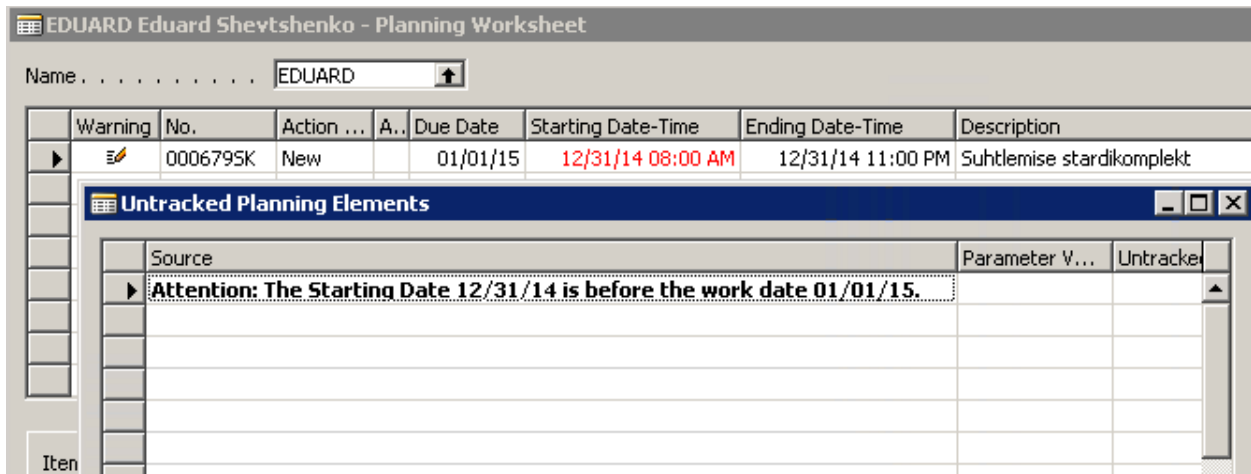 EDUARD Eduard Shevtshenko - Planning Worksheet
Name . . . . . . . . . . EDUARD
Warning No. Action ... A.. Due Date Starting Date-Time Ending Date-Time Description
000679SK New 01/01/15 12/31/14 08:00 AM 12/31/14 11:00 PM Suhtlemise stardikomplekt
Untracked Planning Elements
Source Parameter V... Untracked
Attention: The Starting Date 12/31/14 is before the work date 01/01/15.
Iten